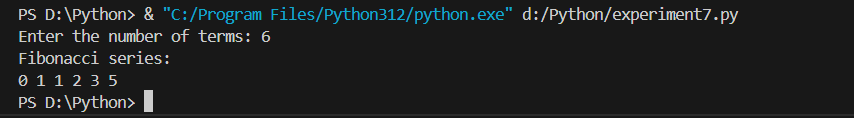 PS D:\Python> & "C:/Program Files/Python312/python.exe" d:/Python/experiment7.py
Enter the number of terms: 6
Fibonacci series:
0 1 1 2 3 5
PS D:\Python>